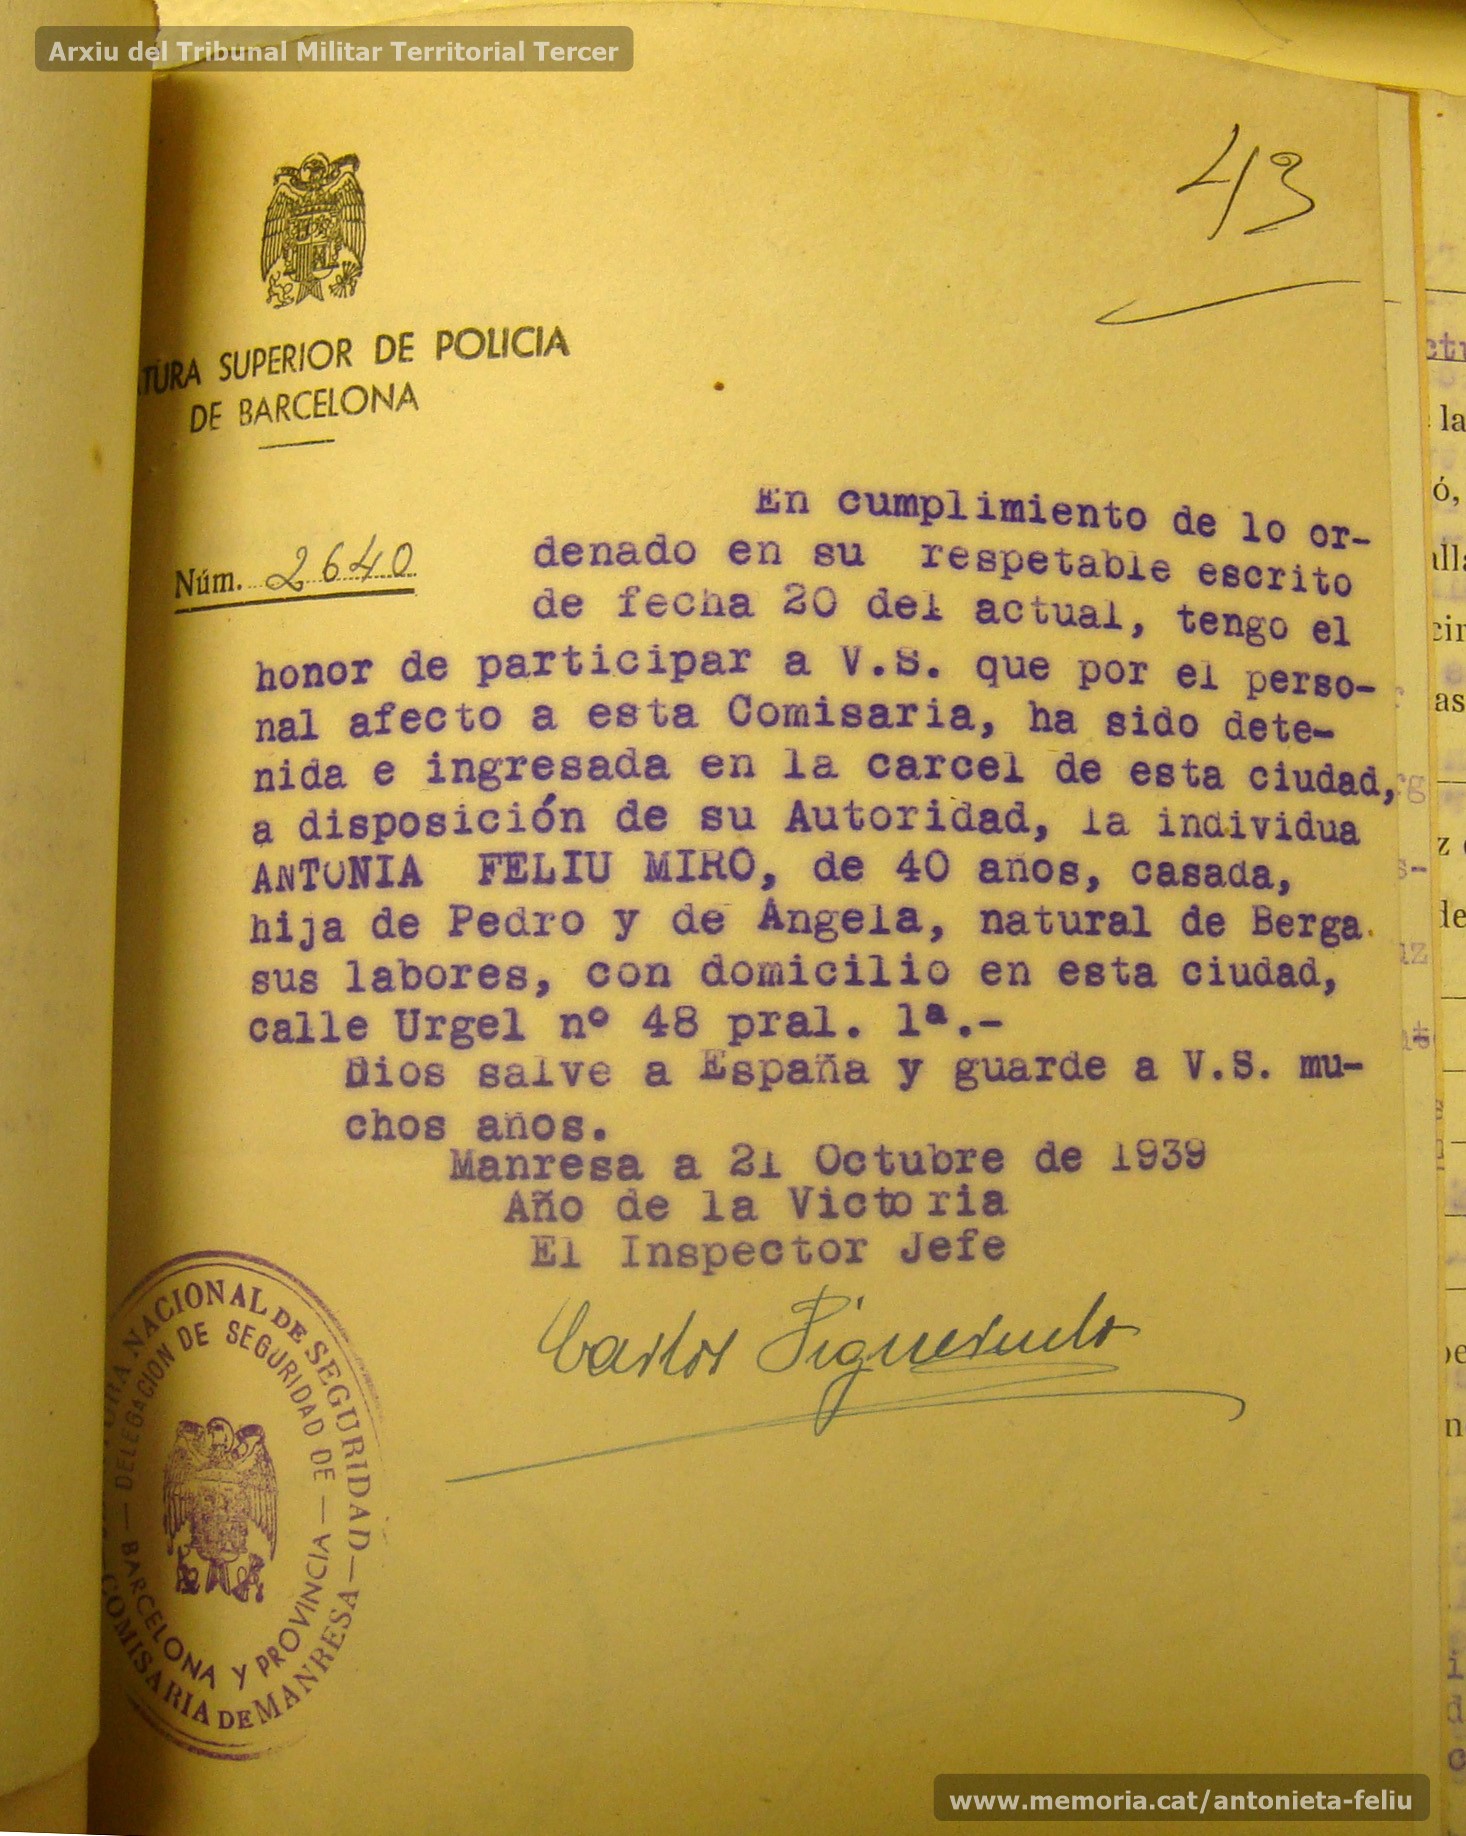 Arxiu del Tribunal Militar Territorial Tercer
43
TURA SUPERIOR DE POLICIA
DE BARCELONA
Núm. 2640
En cumplimiento de lo or-
denado en su respetable escrito
de fecha 20 del actual, tengo el
honor de participar a V.S. que por el perso-
nal afecto a esta Comisaria, ha sido dete-
nida e ingresada en la carcel de esta ciudad,
a disposición de su Autoridad, la individua
ANTONIA FELIU MIRO, de 40 años, casada,
hija de Pedro y de Angela, natural de Berga
sus labores, con domicilio en esta ciudad,
calle Urgel nº 48 pral. 1ª.-
Dios salve a España y guarde a V.S. mu-
chos años.
Manresa a 21 Octubre de 1939
Año de la Victoria
El Inspector Jefe
Carlos
NACIONAL DE SEGURIDAD
DELEGACION DE SEGURIDAD DE
BARCELONA Y PROVINCIA
COMISARIA DE MANRESA
www.memoria.cat/antonieta-feliu